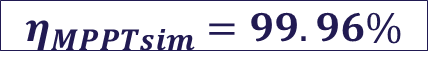 η_MPPTsim = 99.96%